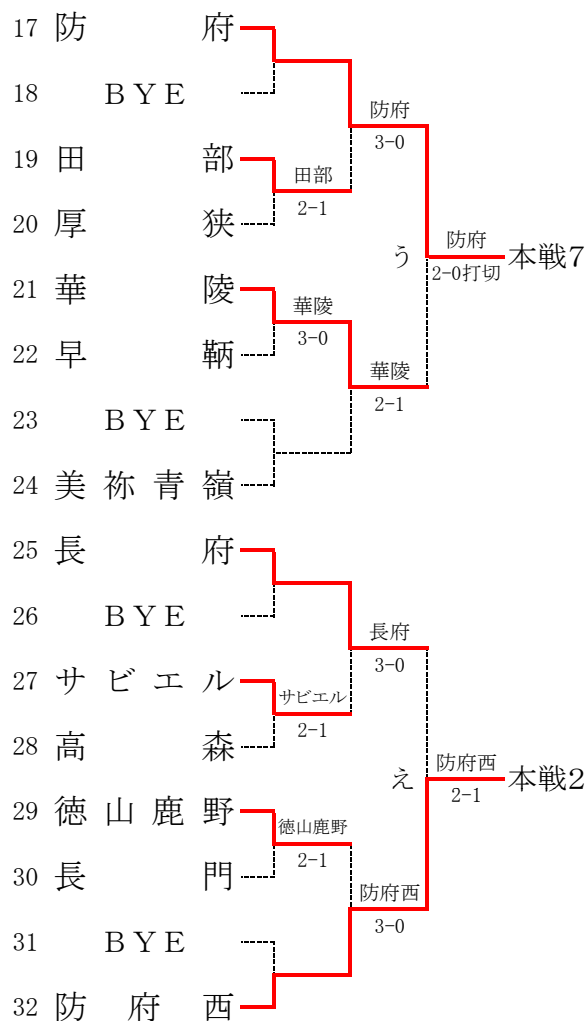 17 防府
18 BYE
防府
3-0
19 田部
田部
2-1
20 厚狭
う
防府
2-0打切
本戦7
21 華陵
華陵
3-0
22 早鞆
華陵
2-1
23 BYE
24 美祢青嶺
25 長府
26 BYE
長府
3-0
27 サビエル
サビエル
2-1
28 高森
え
防府西
2-1
本戦2
29 徳山鹿野
徳山鹿野
2-1
30 長門
防府西
3-0
31 BYE
32 防府西